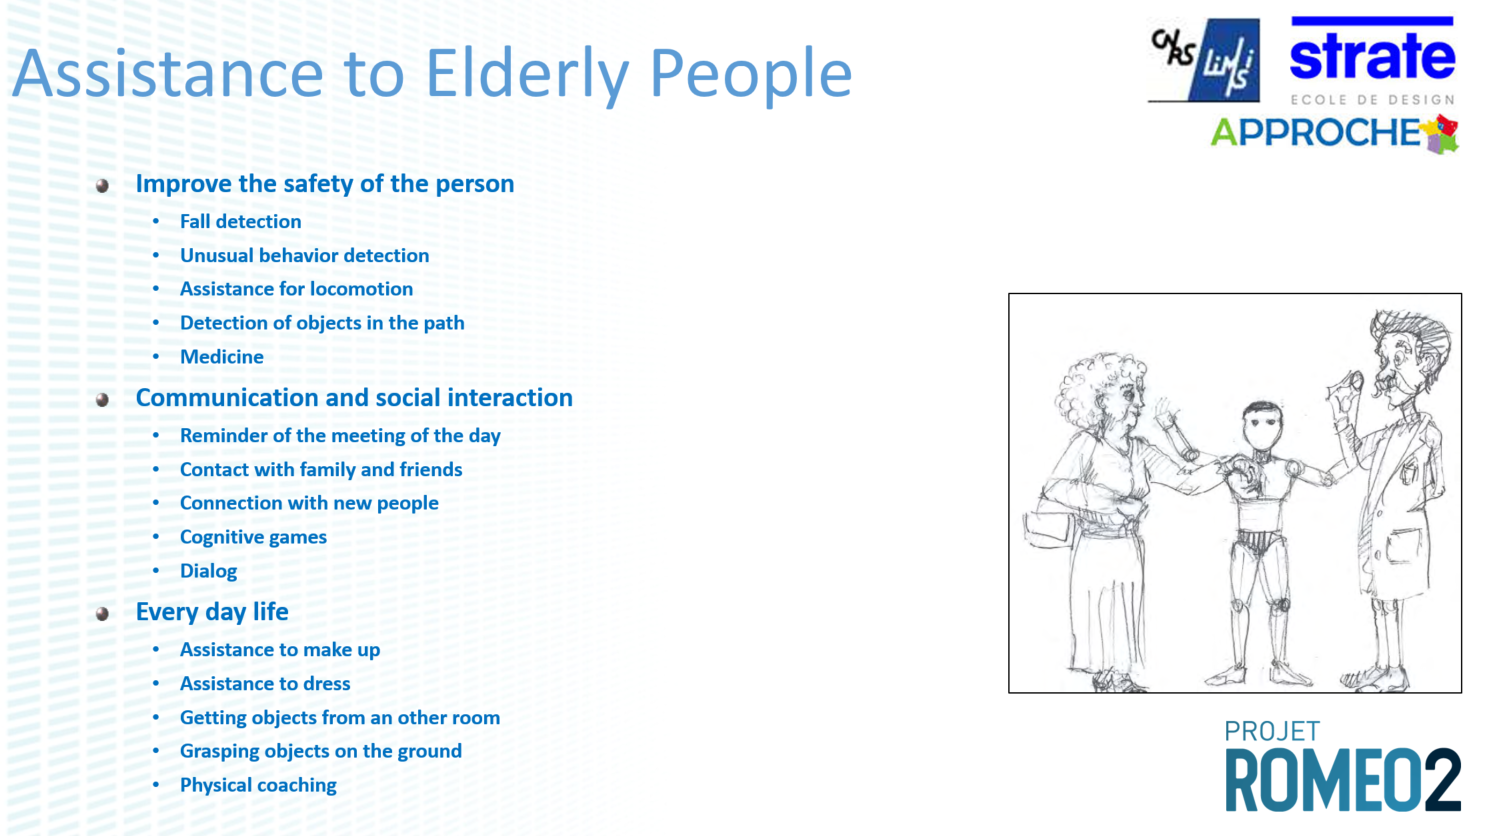 Assistance to Elderly People
CNRS
LiMSi
strate
ECOLE DE DESIGN
APPROCHE
Improve the safety of the person
Fall detection
Unusual behavior detection
Assistance for locomotion
Detection of objects in the path
Medicine
Communication and social interaction
Reminder of the meeting of the day
Contact with family and friends
Connection with new people
Cognitive games
Dialog
Every day life
Assistance to make up
Assistance to dress
Getting objects from an other room
Grasping objects on the ground
Physical coaching
PROJET
ROMEO2